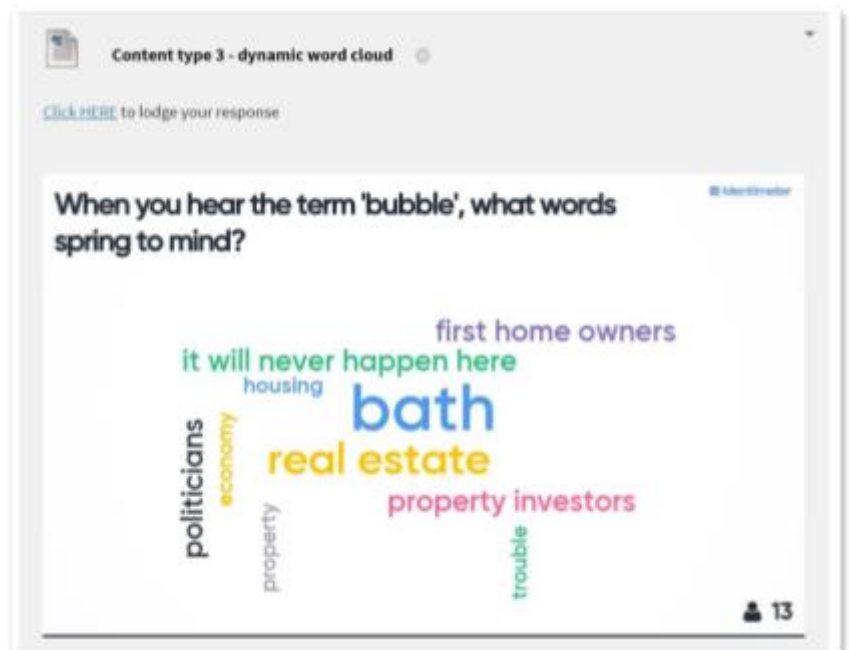 Content type 3 - dynamic word cloud
Click HERE to lodge your response
Mentimeter
When you hear the term 'bubble', what words
spring to mind?
first home owners
it will never happen here
housing
bath
politicians
economy
real estate
property investors
property
trouble
13